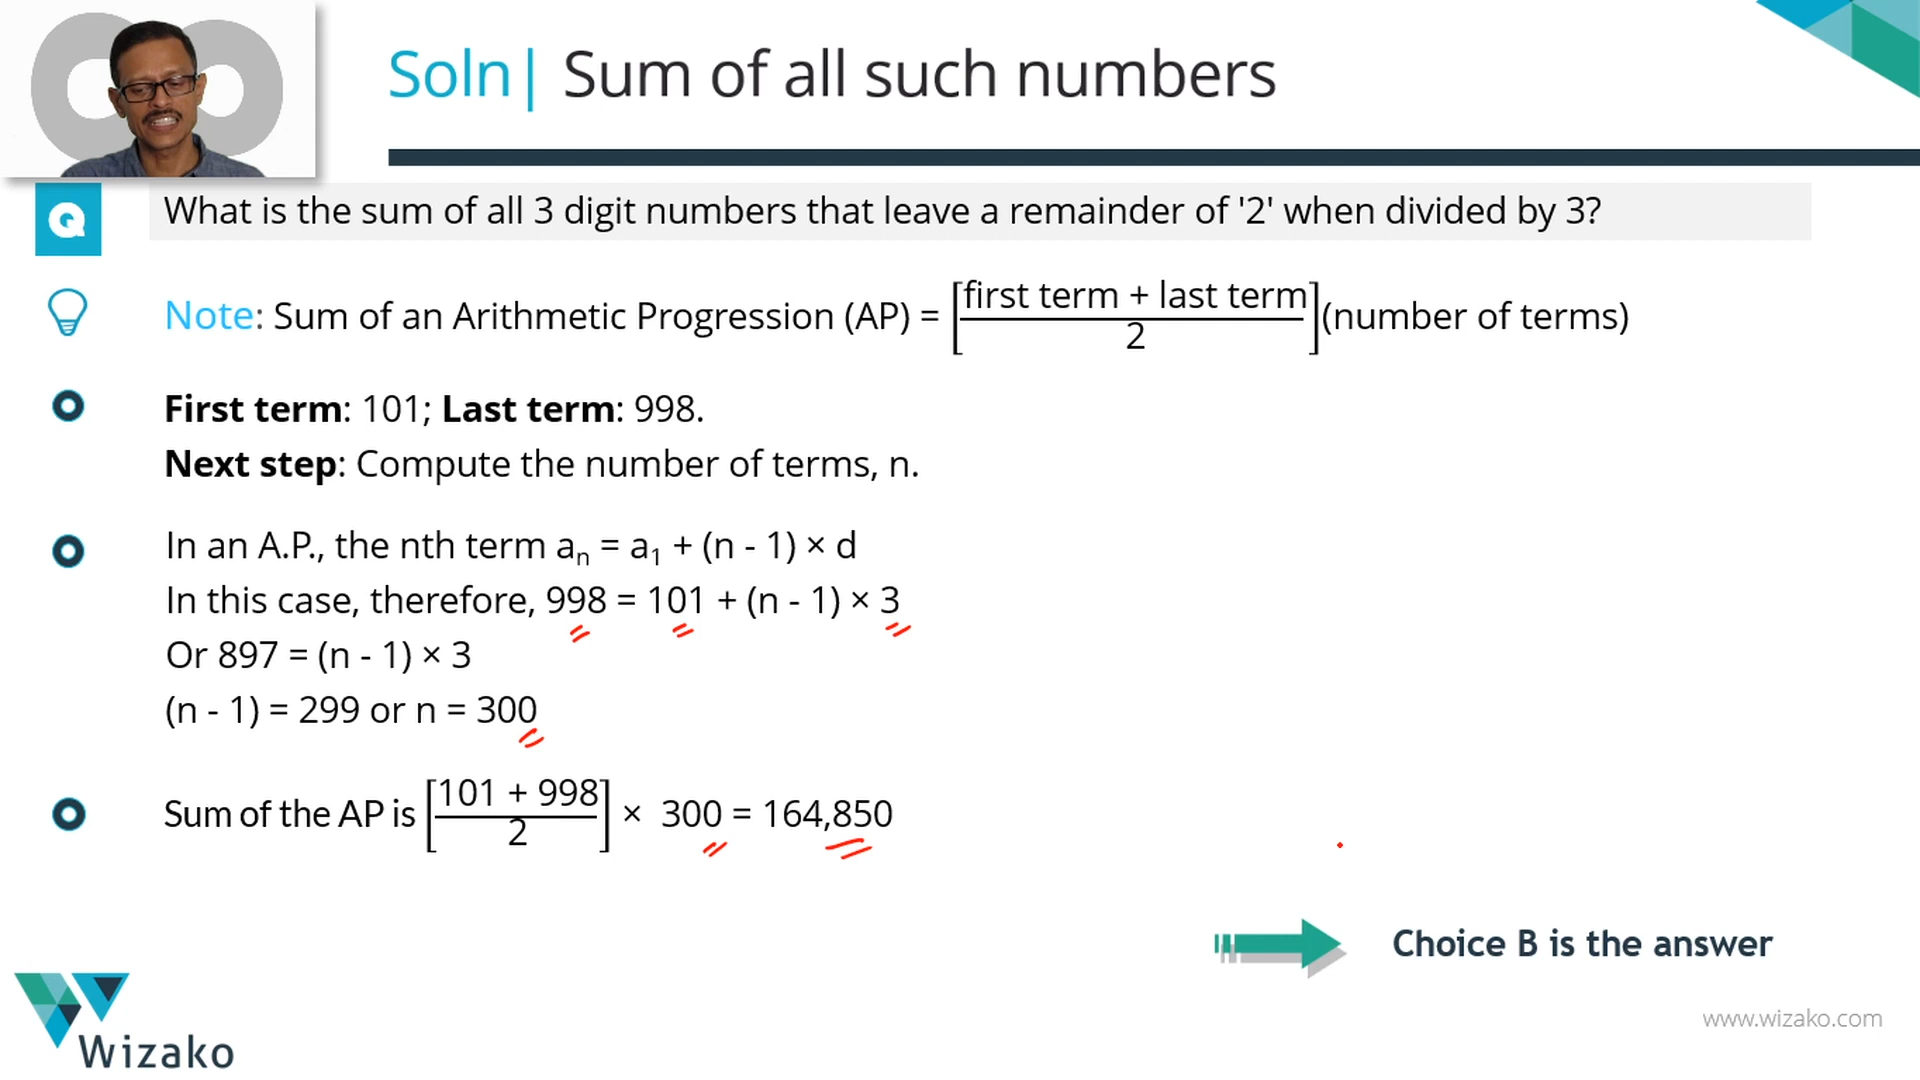 Soln| Sum of all such numbers
Q
What is the sum of all 3 digit numbers that leave a remainder of '2' when divided by 3?
Note: Sum of an Arithmetic Progression (AP) = [first term + last term / 2](number of terms)
First term: 101; Last term: 998.
Next step: Compute the number of terms, n.
In an A.P., the nth term aₙ = a₁ + (n - 1) × d
In this case, therefore, 998 = 101 + (n - 1) × 3
Or 897 = (n - 1) × 3
(n - 1) = 299 or n = 300
Sum of the AP is [101 + 998 / 2] × 300 = 164,850
Choice B is the answer
www.wizako.com
Wizako